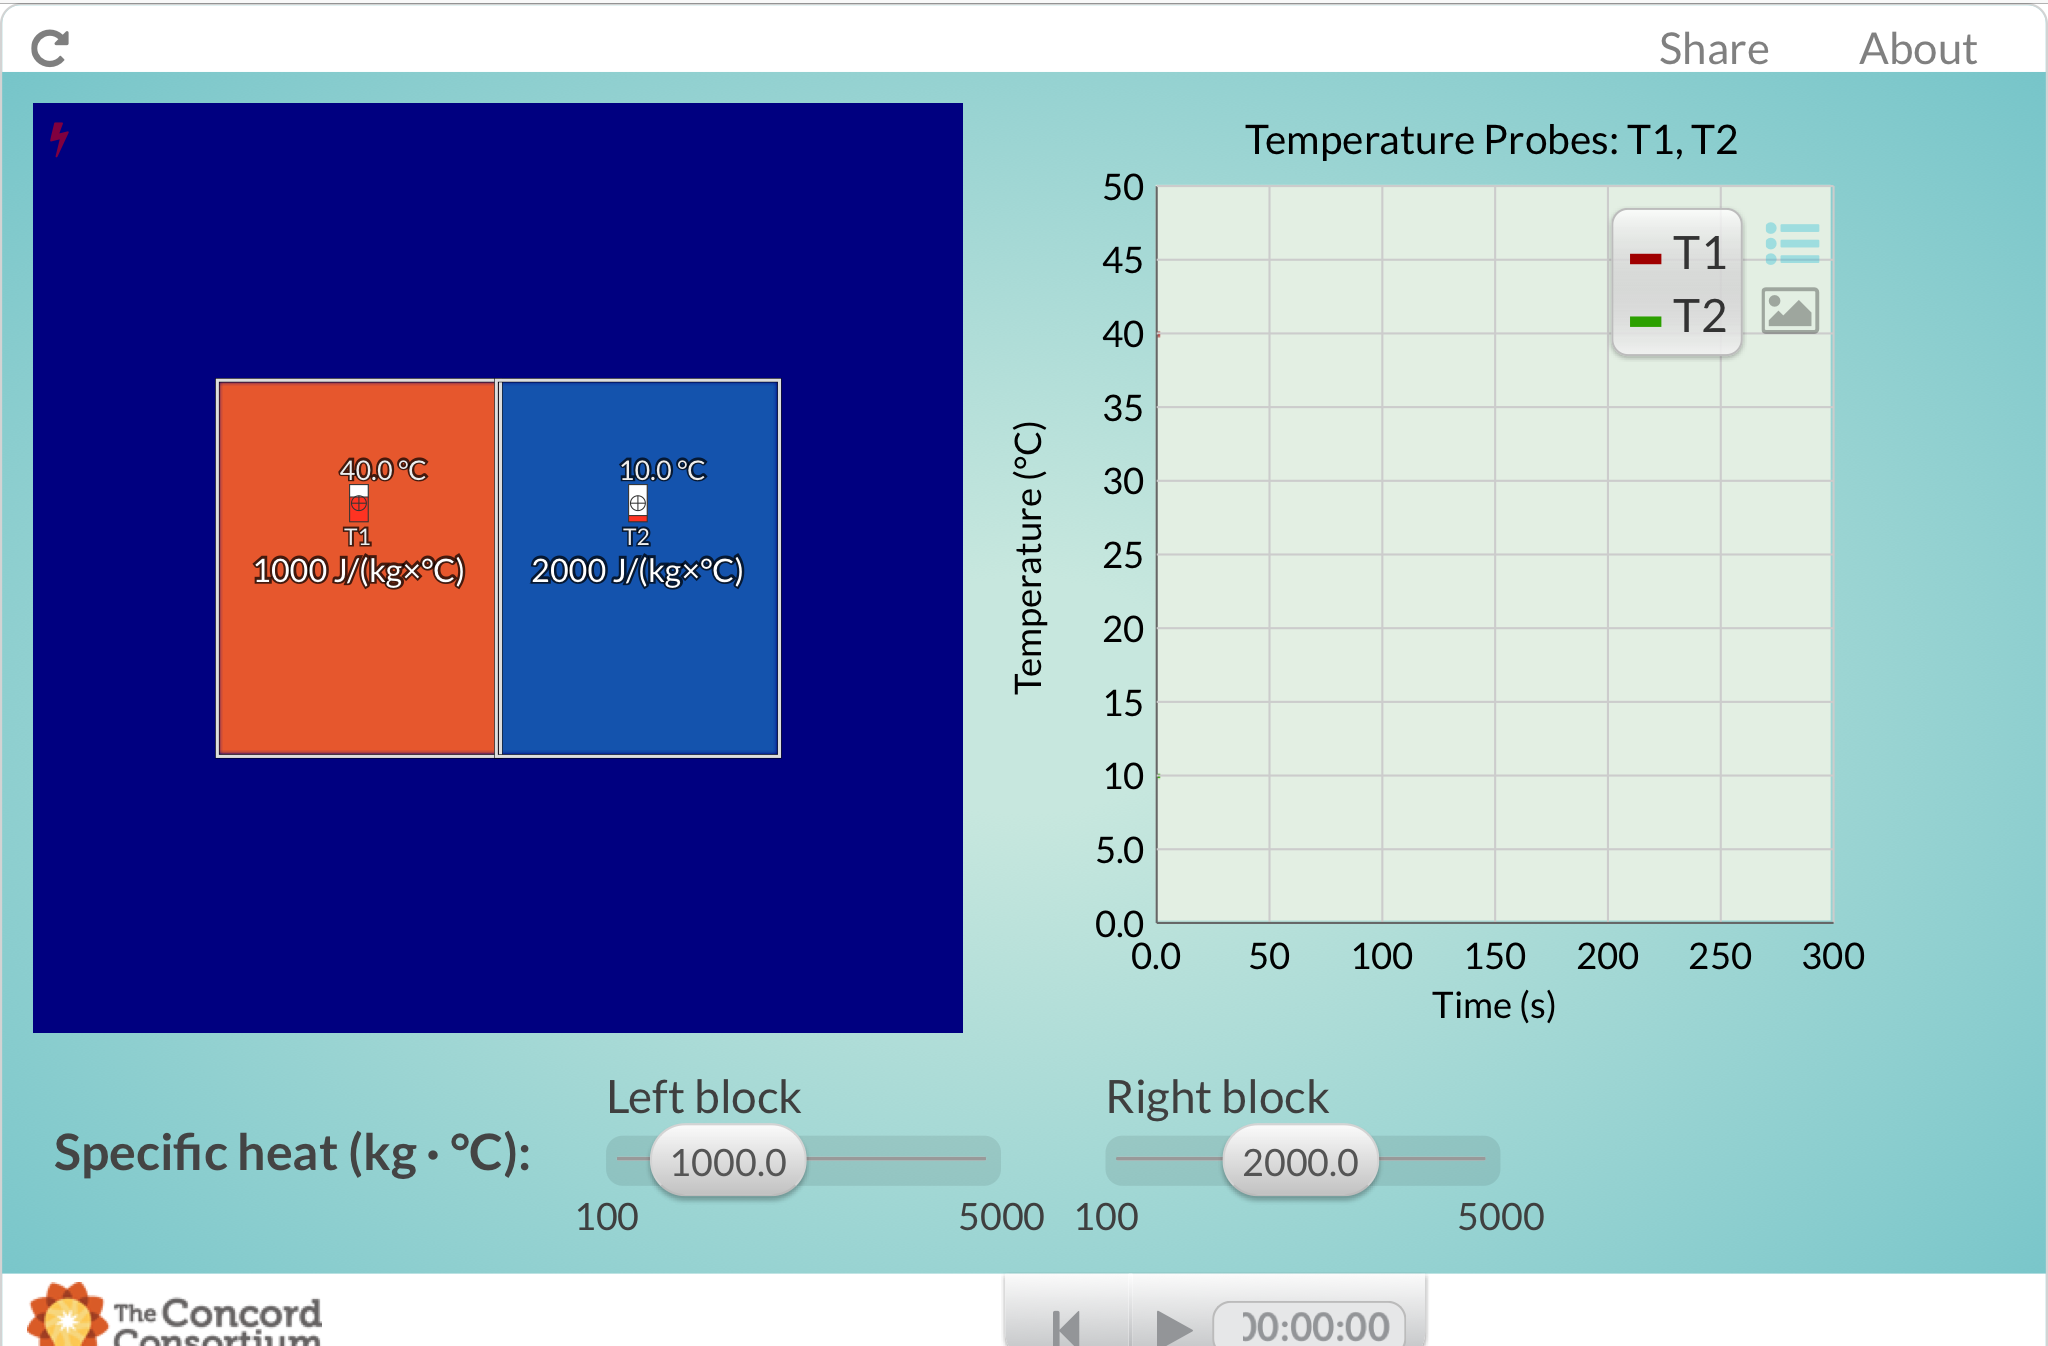 Share About
Temperature Probes: T1, T2
50
45
40
35
30
25
20
15
10
5.0
0.0
0.0 50 100 150 200 250 300
Temperature (°C)
Time (s)
T1
T2
40.0 °C
T1
1000 J/(kg×°C)
10.0 °C
T2
2000 J/(kg×°C)
Specific heat (kg · °C):
Left block
1000.0
100 5000
Right block
2000.0
100 5000
The Concord
Consortium
00:00:00